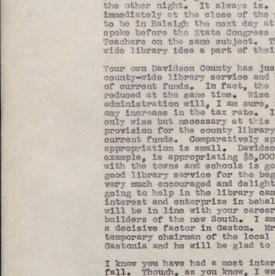 the other night. It always is.
immediately at the close of the
to be in Raleigh the next day at
spoke before the State Congress
Teachers on the same subject. T
wide library idea a part of thei
Your own Davidson County has jus
county-wide library service and
of current funds. In fact, the
reduced at the same time. Wise
administration will, I am sure,
any increase in the tax rate. I
only wise but necessary at this
provision for the county library
current funds. Comparatively sp
appropriation is small. Davidso
example, is appropriating $5,000
with the towns and schools is go
good library service for the beg
very much encouraged and deligh
going to help in the library cam
interest and enterprize in behal
will be in line with your career
builders of the new South. I am
a decisive factor in Gaston. Mr
temporary chairman of the local
Gastonia and he will be glad to
I know you have had a most inter
fall. Though, as you know, I w